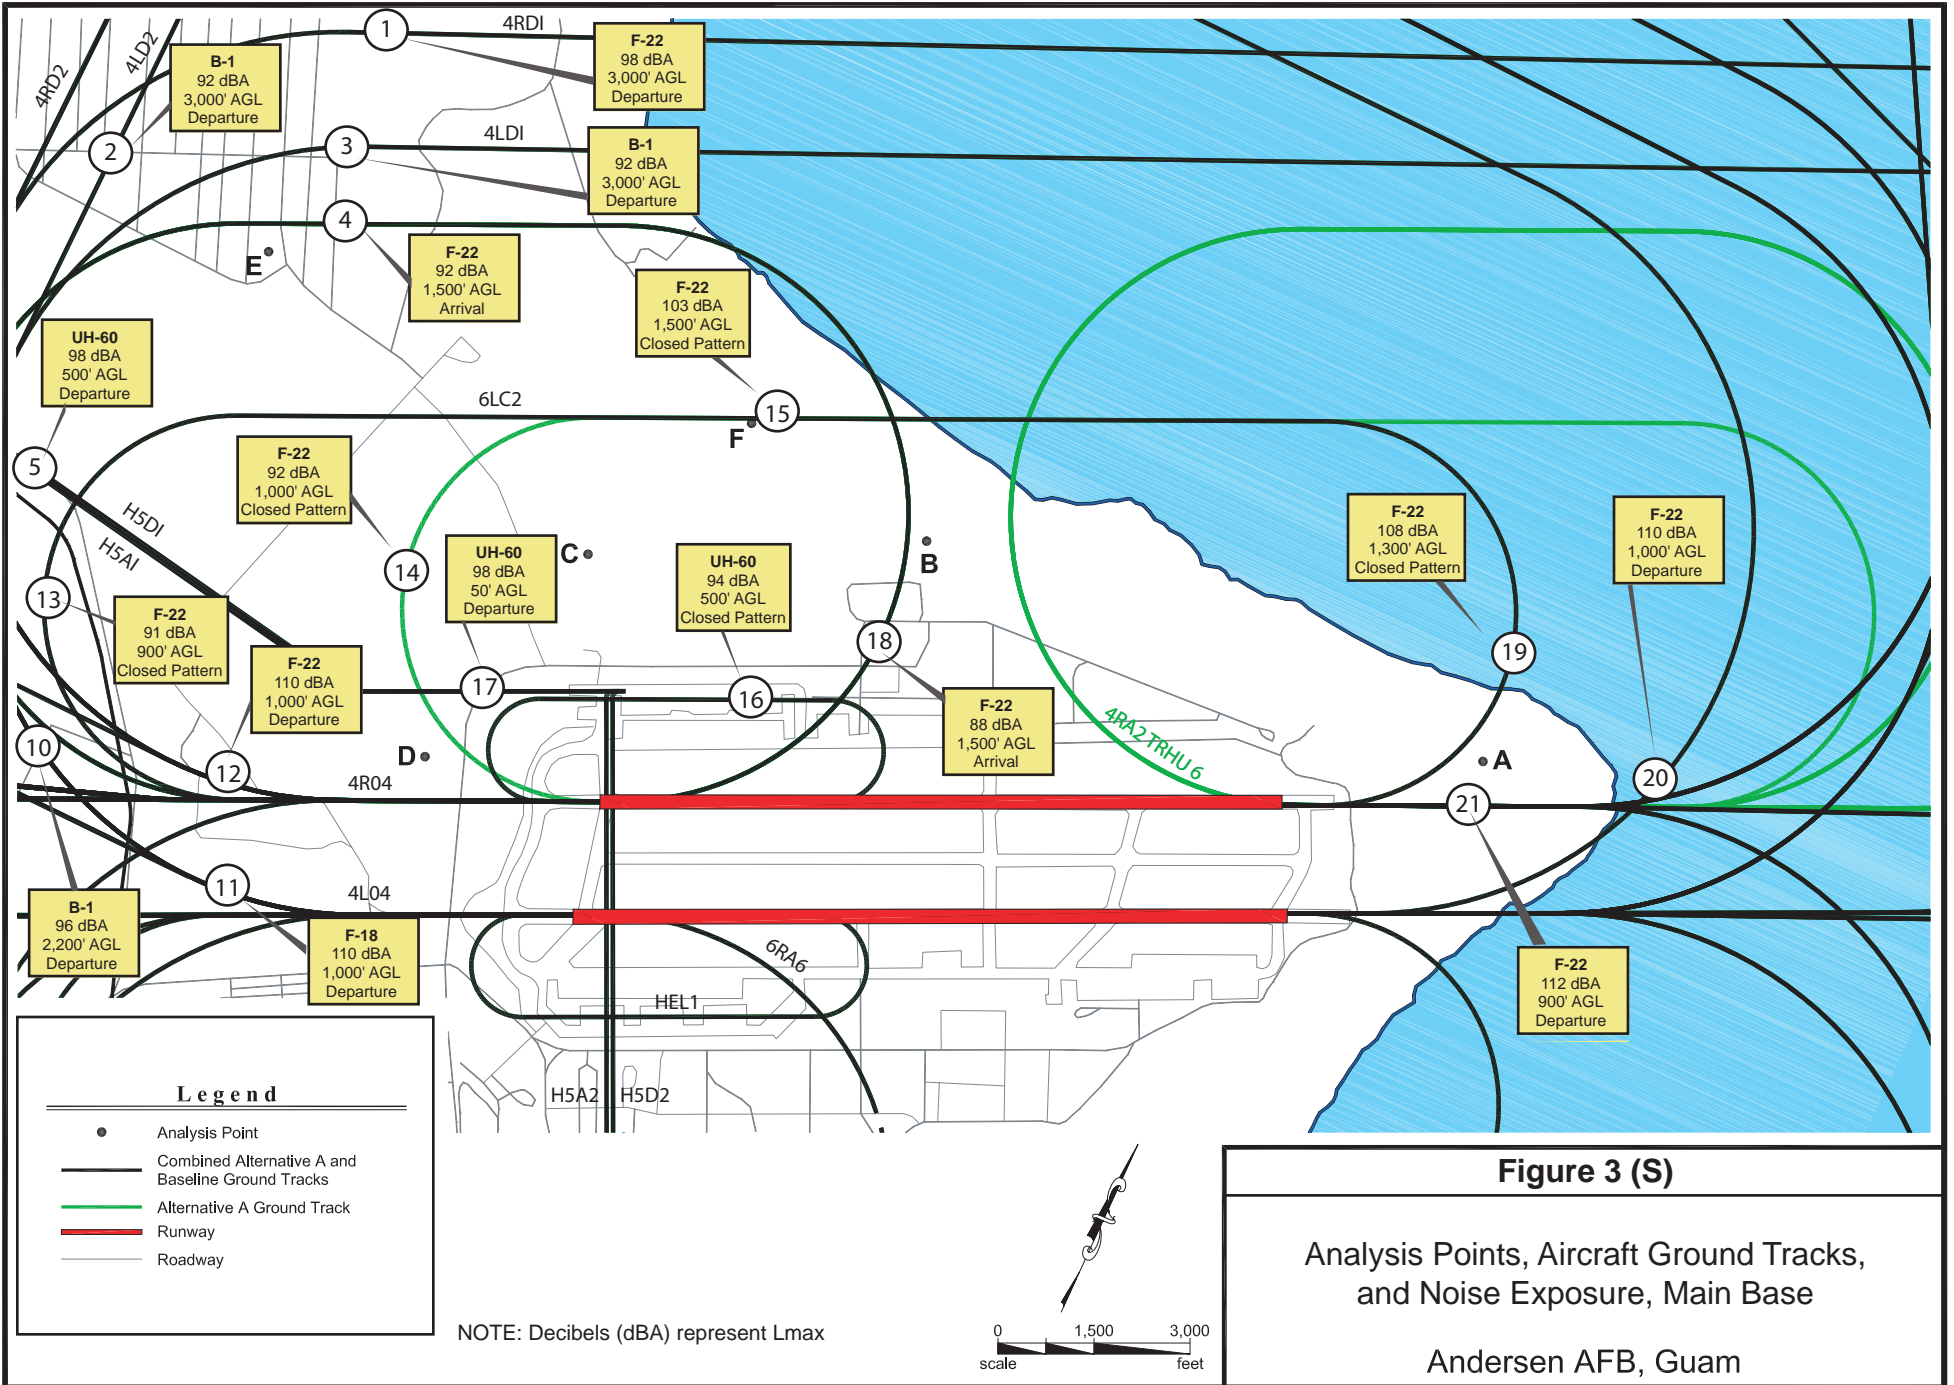 1
4RDI
4RD2
4LD2
B-1
92 dBA
3,000' AGL
Departure
F-22
98 dBA
3,000' AGL
Departure
2
3
4LDI
B-1
92 dBA
3,000' AGL
Departure
4
E
F-22
92 dBA
1,500' AGL
Arrival
F-22
103 dBA
1,500' AGL
Closed Pattern
UH-60
98 dBA
500' AGL
Departure
6LC2
15
F
5
H5DI
H5AI
F-22
92 dBA
1,000' AGL
Closed Pattern
14
UH-60
98 dBA
50' AGL
Departure
C
UH-60
94 dBA
500' AGL
Closed Pattern
B
F-22
108 dBA
1,300' AGL
Closed Pattern
F-22
110 dBA
1,000' AGL
Departure
13
F-22
91 dBA
900' AGL
Closed Pattern
F-22
110 dBA
1,000' AGL
Departure
17
16
18
19
F-22
88 dBA
1,500' AGL
Arrival
4RA2 TRHU 6
10
12
D
4R04
A
20
21
11
4L04
B-1
96 dBA
2,200' AGL
Departure
F-18
110 dBA
1,000' AGL
Departure
6RA6
HEL1
F-22
112 dBA
900' AGL
Departure
H5A2
H5D2
Legend
Analysis Point
Combined Alternative A and
Baseline Ground Tracks
Alternative A Ground Track
Runway
Roadway
NOTE: Decibels (dBA) represent Lmax
0 1,500 3,000
scale feet
Figure 3 (S)
Analysis Points, Aircraft Ground Tracks,
and Noise Exposure, Main Base
Andersen AFB, Guam